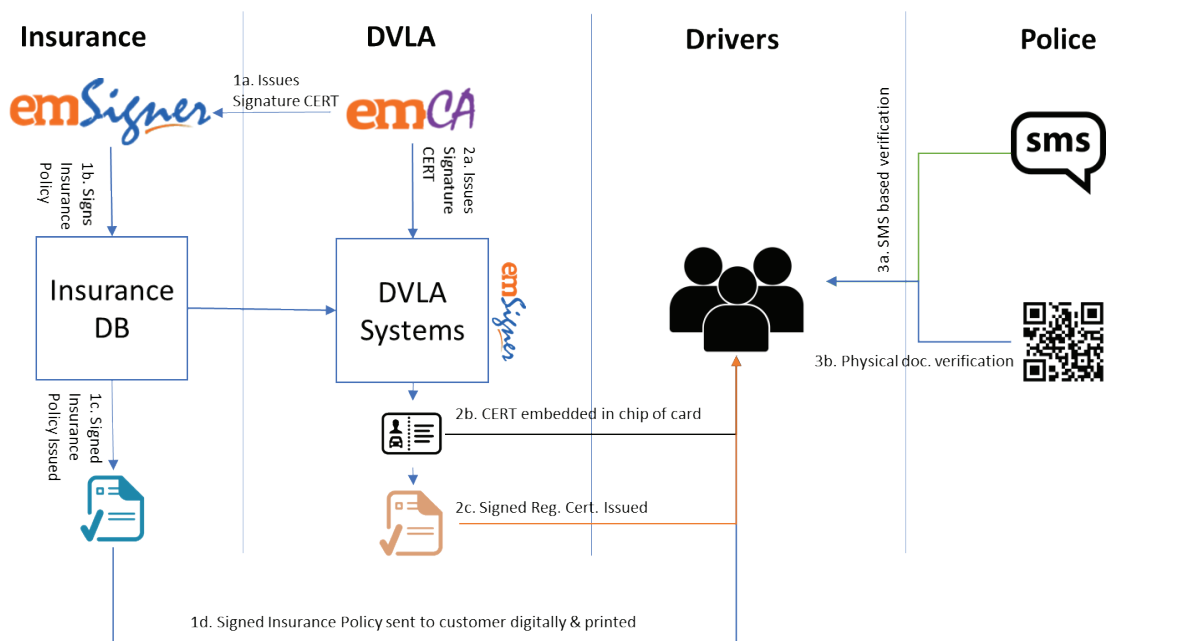 Insurance
DVLA
Drivers
Police
emSigner
1a. Issues
Signature CERT
emCA
1b. Signs
Insurance
Policy
2a. Issues
Signature
CERT
3a. SMS based verification
sms
Insurance
DB
DVLA
Systems
emSigner
3b. Physical doc. verification
1c. Signed
Insurance
Policy Issued
2b. CERT embedded in chip of card
2c. Signed Reg. Cert. Issued
1d. Signed Insurance Policy sent to customer digitally & printed